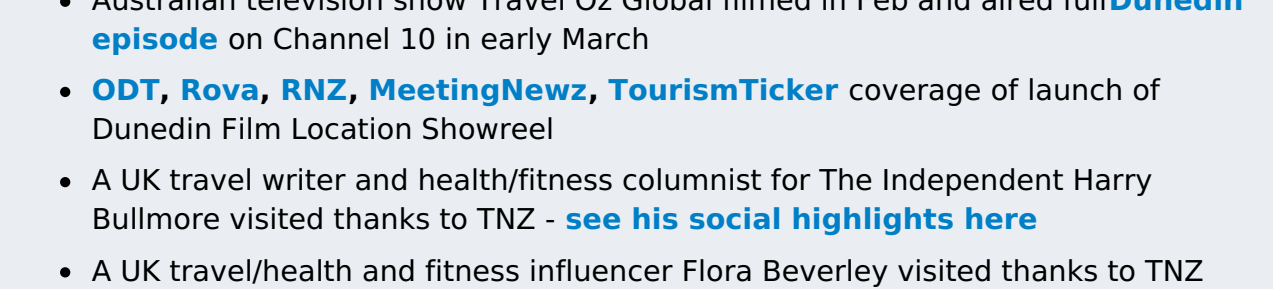 Australian television show Travel Oz Global filmed in Feb and aired fullDunedin
episode on Channel 10 in early March
ODT, Rova, RNZ, MeetingNewz, TourismTicker coverage of launch of
Dunedin Film Location Showreel
A UK travel writer and health/fitness columnist for The Independent Harry
Bullmore visited thanks to TNZ - see his social highlights here
A UK travel/health and fitness influencer Flora Beverley visited thanks to TNZ